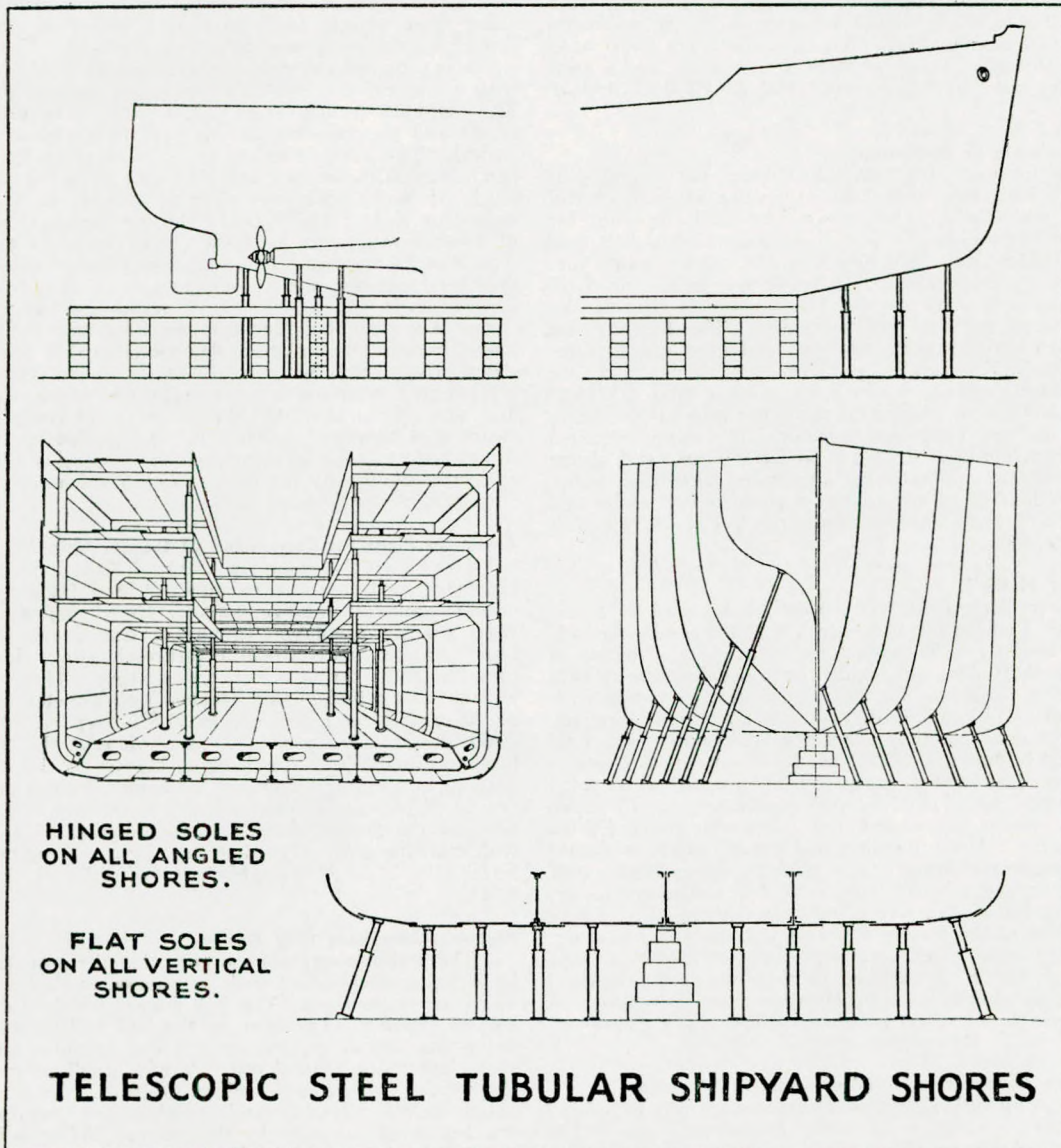 HINGED SOLES
ON ALL ANGLED
SHORES.
FLAT SOLES
ON ALL VERTICAL
SHORES.
TELESCOPIC STEEL TUBULAR SHIPYARD SHORES